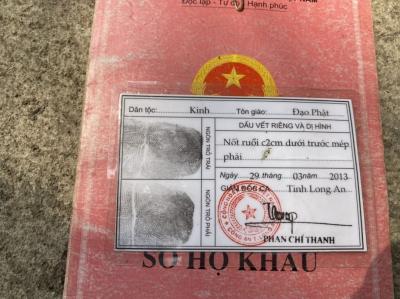 NAM
Độc lập - Tự do - Hạnh phúc
Dân tộc: Kinh Tôn giáo: Đạo Phật
DẤU VẾT RIÊNG VÀ DỊ HÌNH
Nốt ruồi c2cm dưới trước mép
phải
NGÓN TRỎ TRÁI
NGÓN TRỎ PHẢI
Ngày 29 tháng 03 năm 2013
GIÁM ĐỐC CA Tỉnh Long An
PHAN CHÍ THANH
SỔ HỘ KHẨU